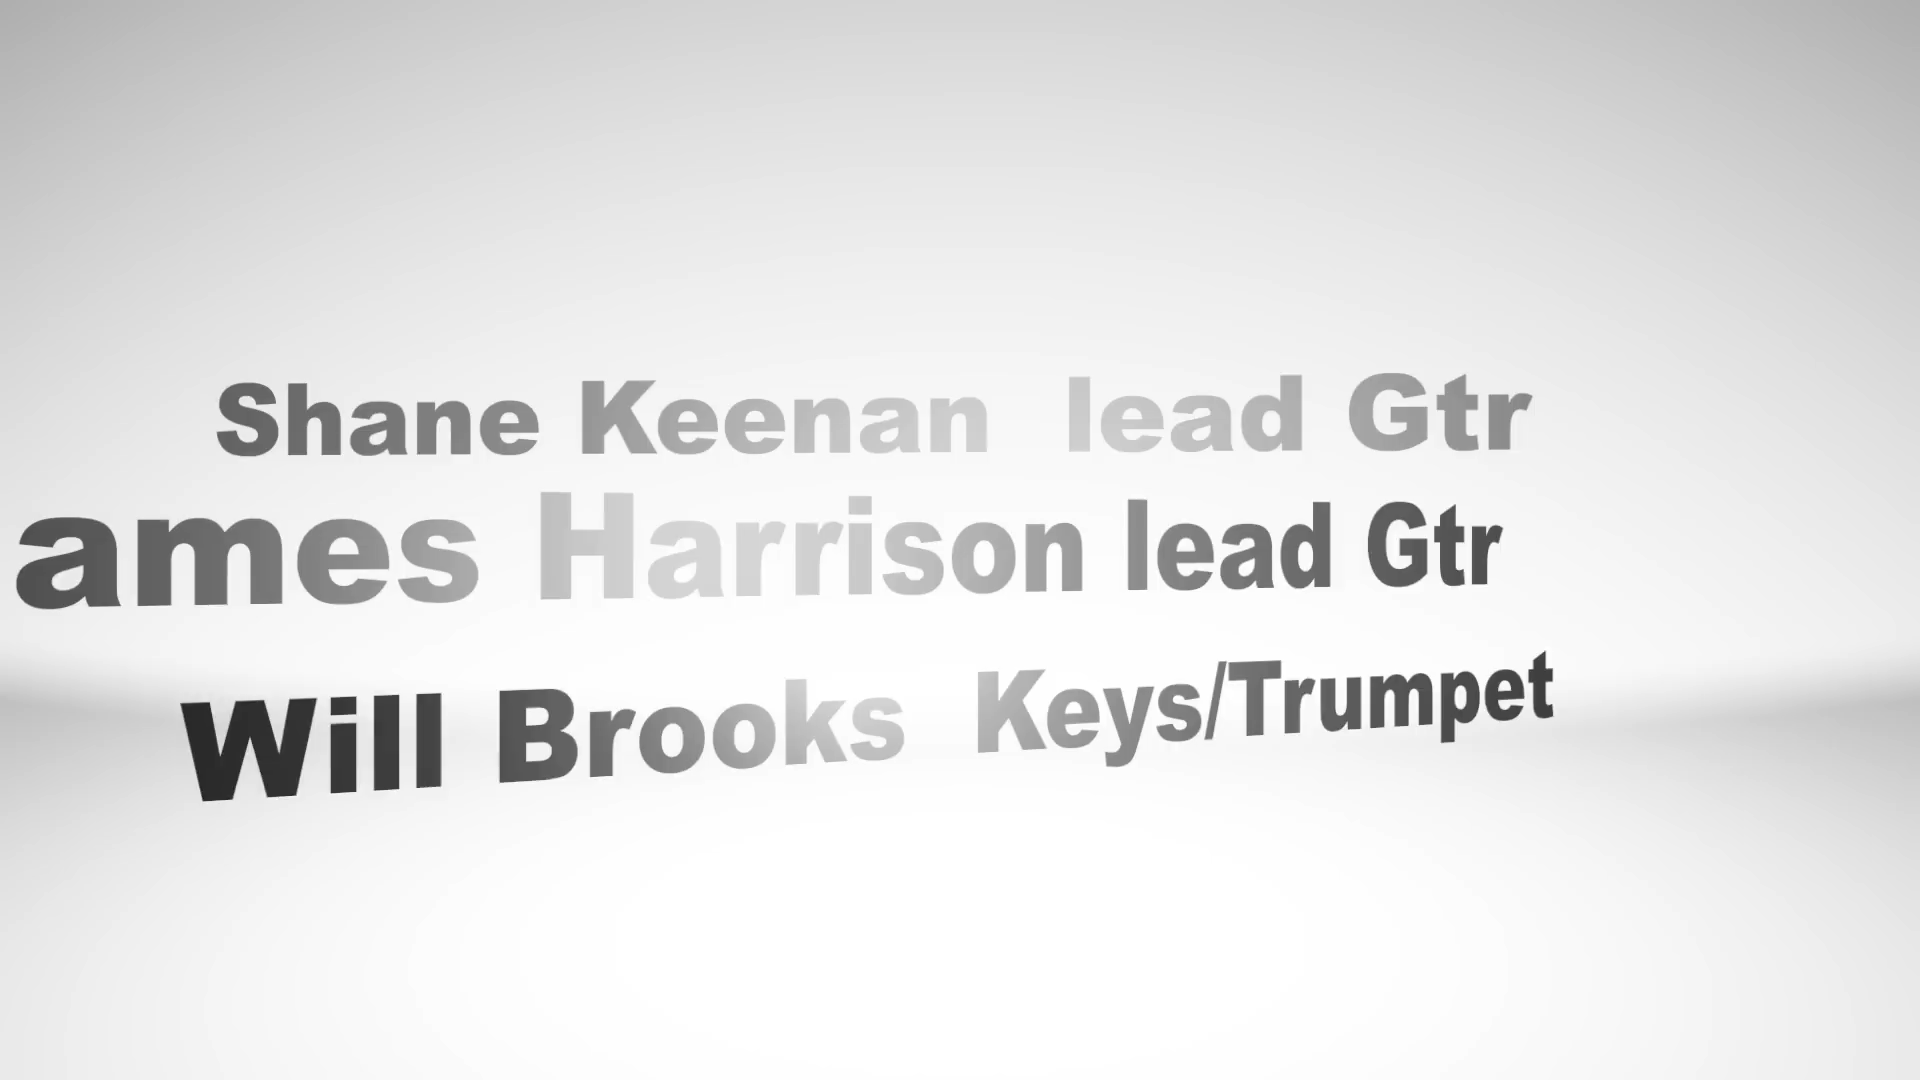 Shane Keenan lead Gtr
ames Harrison lead Gtr
Will Brooks Keys/Trumpet